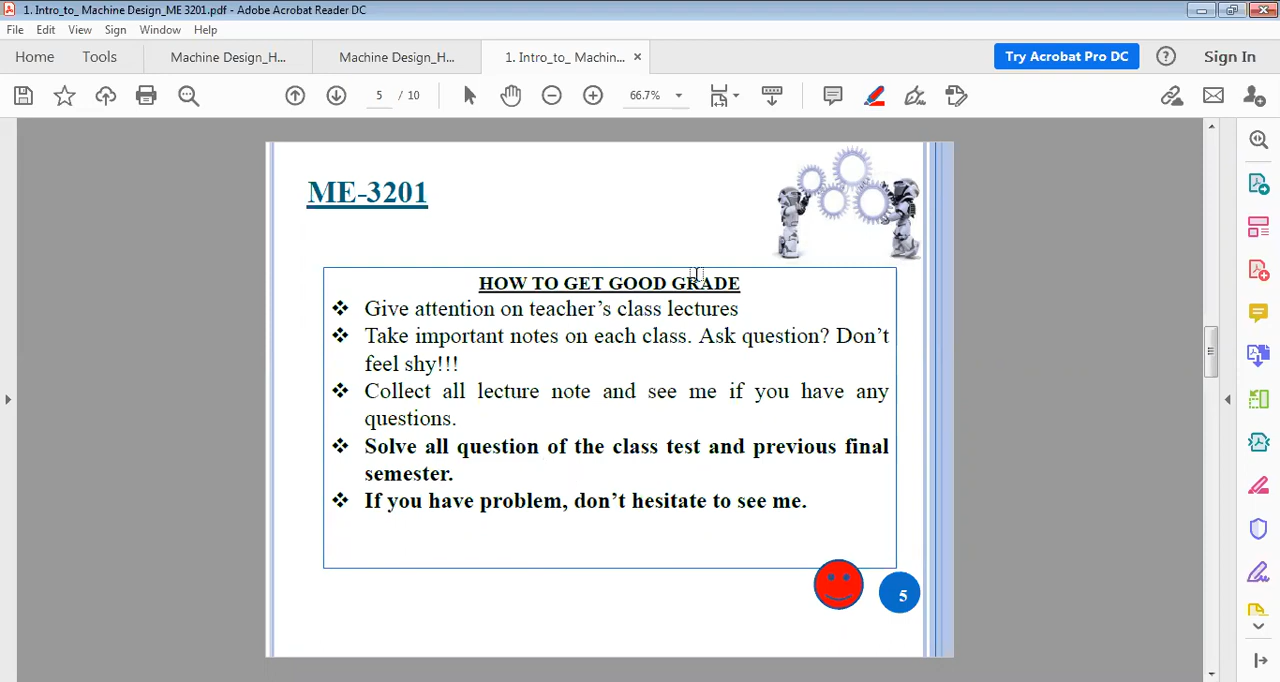 1. Intro_to_ Machine Design_ME 3201.pdf - Adobe Acrobat Reader DC
File Edit View Sign Window Help
Home Tools Machine Design_H... Machine Design_H... 1. Intro_to_ Machin... × Try Acrobat Pro DC ? Sign In
5 / 10 66.7%
ME-3201
HOW TO GET GOOD GRADE
❖ Give attention on teacher’s class lectures
❖ Take important notes on each class. Ask question? Don’t
feel shy!!!
❖ Collect all lecture note and see me if you have any
questions.
❖ Solve all question of the class test and previous final
semester.
❖ If you have problem, don’t hesitate to see me.
5